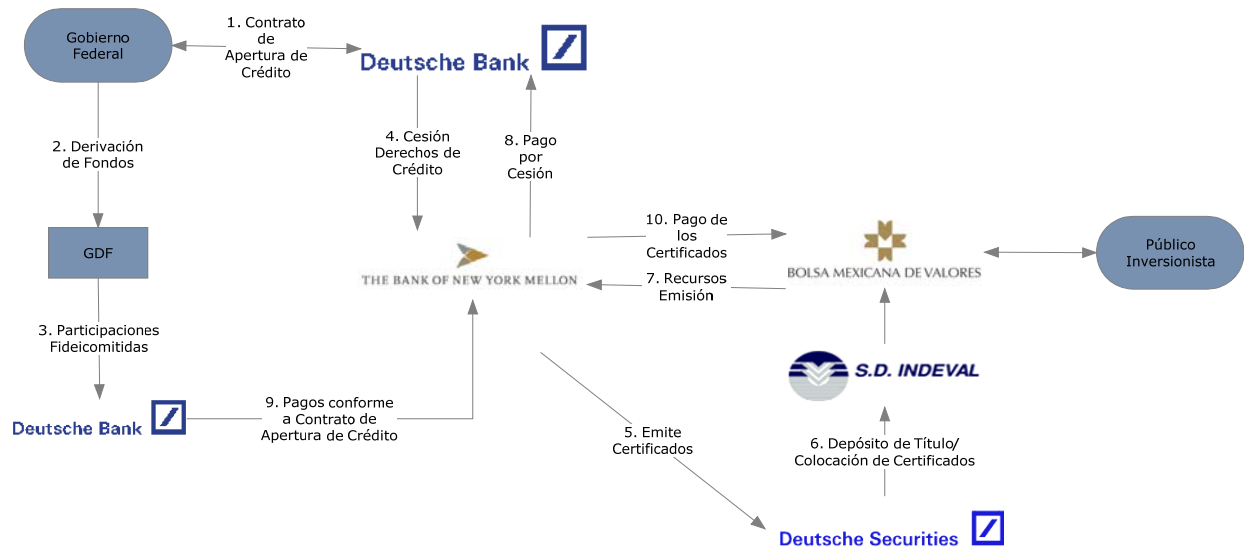 Gobierno
Federal
1. Contrato
de
Apertura de
Crédito
Deutsche Bank
2. Derivación
de Fondos
4. Cesión
Derechos de
Crédito
8. Pago
por
Cesión
GDF
10. Pago de
los
Certificados
THE BANK OF NEW YORK MELLON
7. Recursos
Emisión
BOLSA MEXICANA DE VALORES
Público
Inversionista
3. Participaciones
Fideicomitidas
S.D. INDEVAL
Deutsche Bank
9. Pagos conforme
a Contrato de
Apertura de Crédito
5. Emite
Certificados
6. Depósito de Título/
Colocación de Certificados
Deutsche Securities